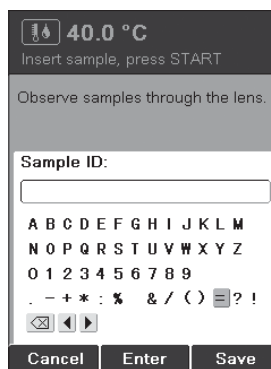 40.0 °C
Insert sample, press START
Observe samples through the lens.
Sample ID:
A B C D E F G H I J K L M
N O P Q R S T U V W X Y Z
0 1 2 3 4 5 6 7 8 9
. - + * : % & / ( ) = ? !
Cancel Enter Save